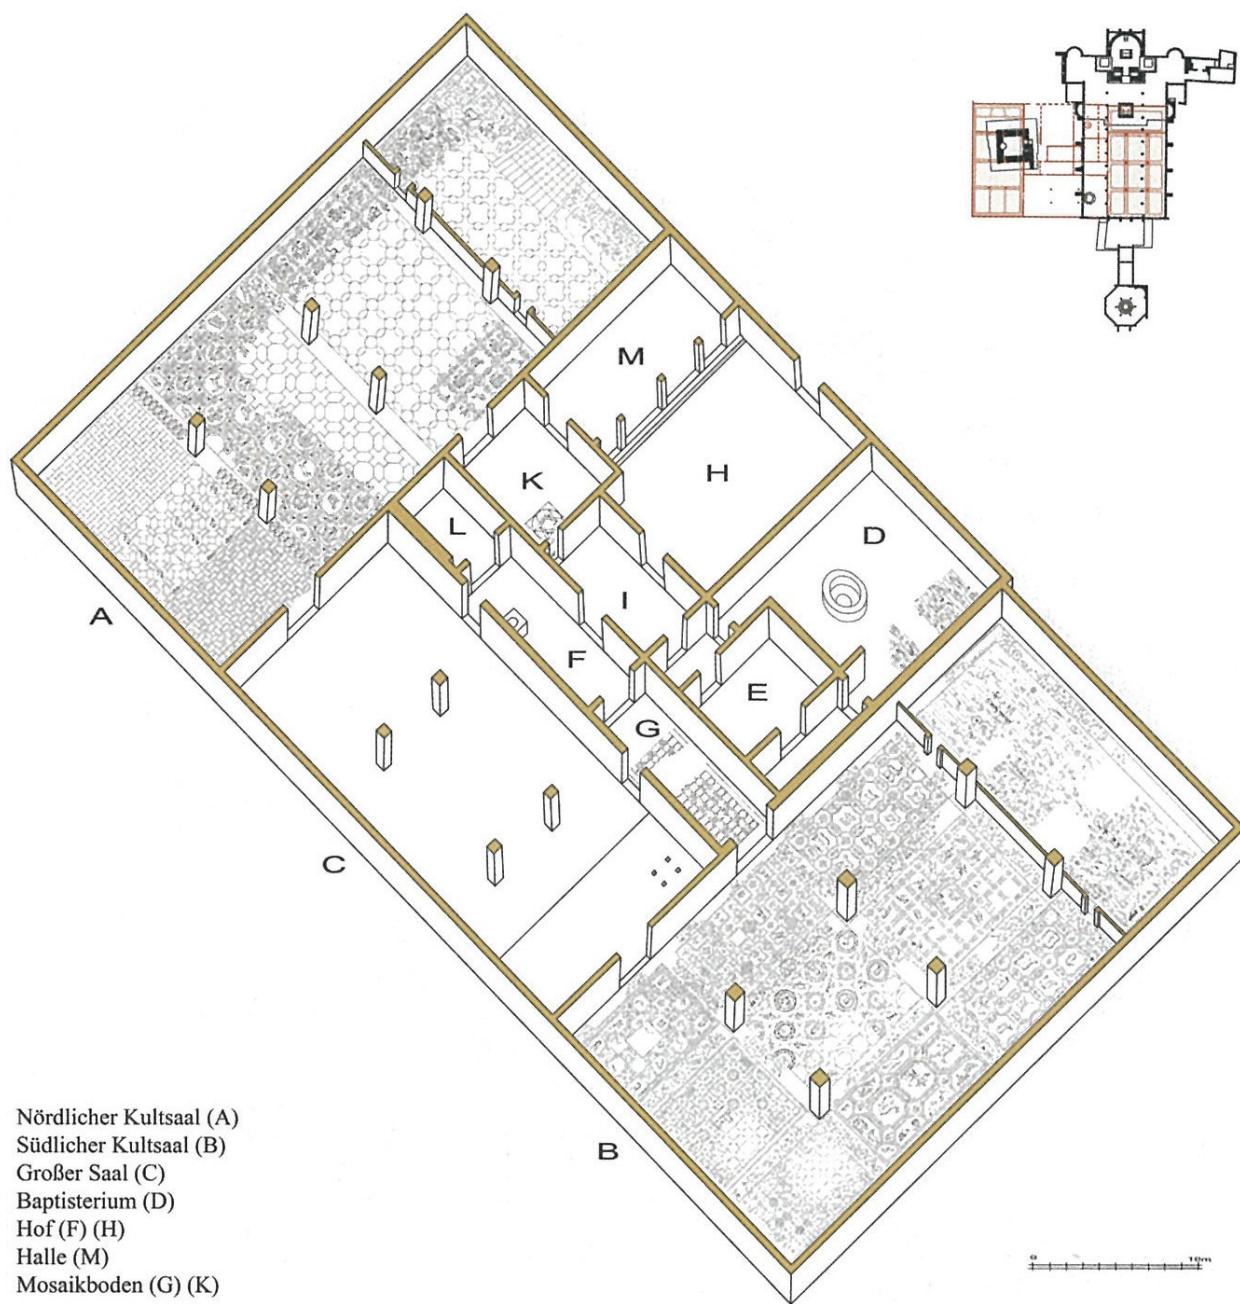 M
K
H
L
D
I
F
E
A
G
C
B
Nördlicher Kultsaal (A)
Südlicher Kultsaal (B)
Großer Saal (C)
Baptisterium (D)
Hof (F) (H)
Halle (M)
Mosaikboden (G) (K)
0 10m